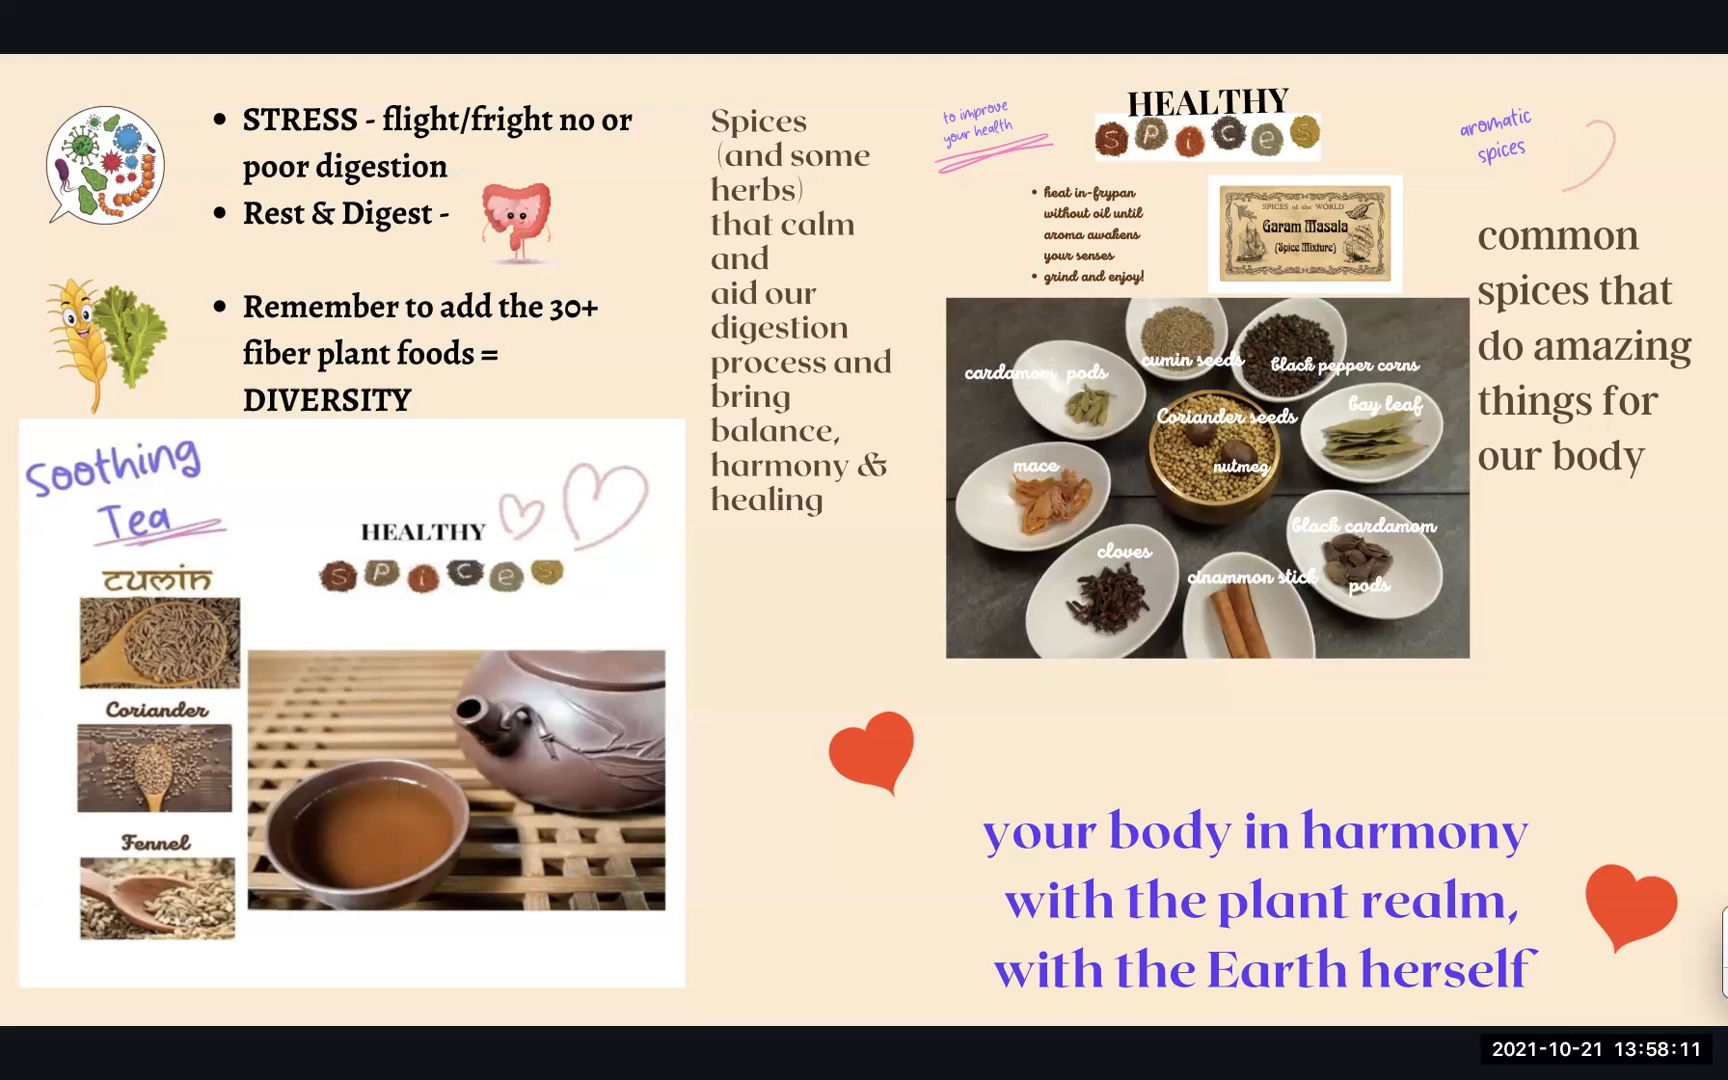 STRESS - flight/fright no or
poor digestion
Rest & Digest -
Remember to add the 30+
fiber plant foods =
DIVERSITY
Soothing
Tea
HEALTHY
SPiCeS
cumin
Coriander
Fennel
Spices
(and some
herbs)
that calm
and
aid our
digestion
process and
bring
balance,
harmony &
healing
to improve
your health
HEALTHY
SPiCeS
aromatic
spices
heat in-frypan
without oil until
aroma awakens
your senses
grind and enjoy!
SPICES of the WORLD
Garam Masala
(Spice Mixture)
cardamom pods
cumin seeds
black pepper corns
Coriander seeds
bay leaf
mace
nutmeg
cloves
cinammon stick
black cardamom
pods
common
spices that
do amazing
things for
our body
your body in harmony
with the plant realm,
with the Earth herself
2021-10-21 13:58:11